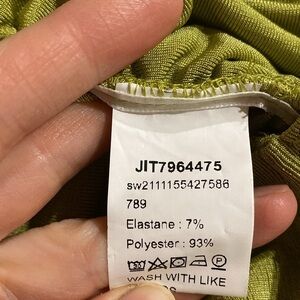 JIT7964475
sw2111155427586
789
Elastane : 7%
Polyester : 93%
WASH WITH LIKE